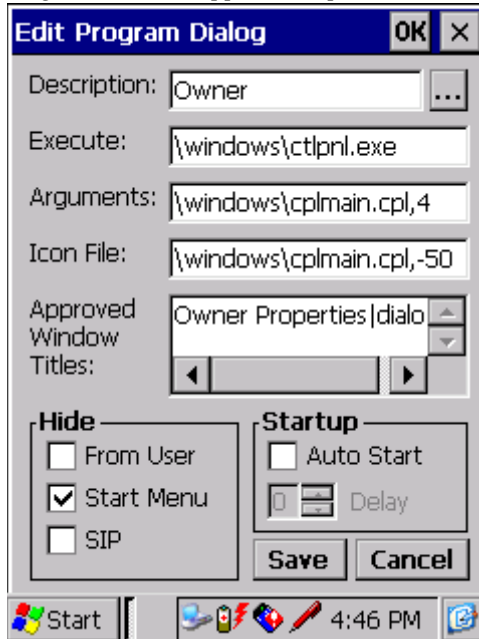 Edit Program Dialog OK ×
Description: Owner ...
Execute: \windows\ctlpnl.exe
Arguments: \windows\cplmain.cpl,4
Icon File: \windows\cplmain.cpl,-50
Approved Window Titles: Owner Properties|dialo
Hide
From User
Start Menu
SIP
Startup
Auto Start
0 Delay
Save Cancel
Start 4:46 PM